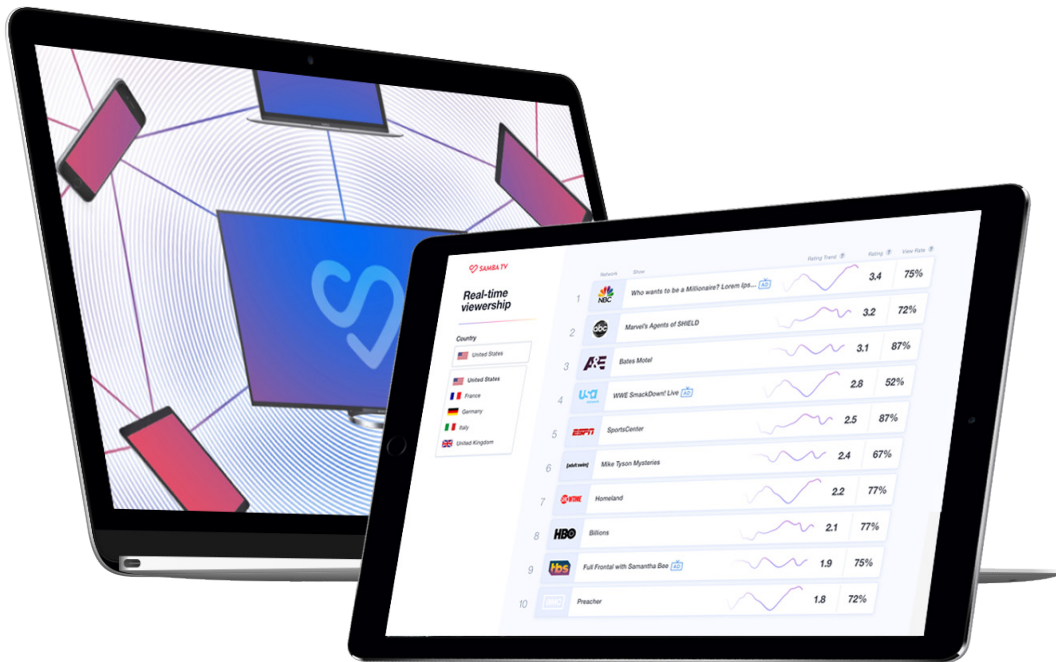 SAMBA TV
Real-time
viewership
Country
United States
United States
France
Germany
Italy
United Kingdom
Network Show Rating Trend ? Rating ? View Rate ?
1 NBC Who wants to be a Millionaire? Lorem Ips... AD 3.4 75%
2 abc Marvel's Agents of SHIELD 3.2 72%
3 A&E Bates Motel 3.1 87%
4 USA WWE SmackDown! Live AD 2.8 52%
5 ESPN SportsCenter 2.5 87%
6 [adult swim] Mike Tyson Mysteries 2.4 67%
7 SHOWTIME Homeland 2.2 77%
8 HBO Billions 2.1 77%
9 tbs Full Frontal with Samantha Bee AD 1.9 75%
10 AMC Preacher 1.8 72%